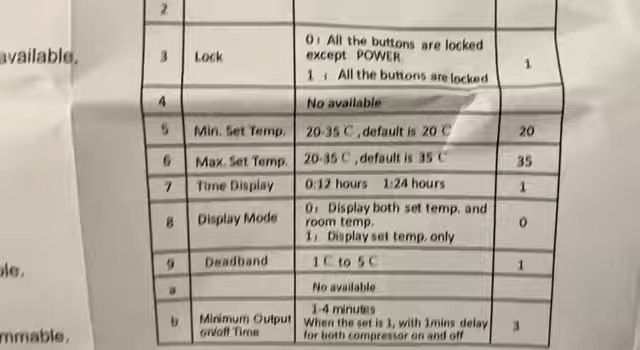 2
available.
3 Lock 0: All the buttons are locked
except POWER
1 : All the buttons are locked 1
4 No available
5 Min. Set Temp. 20-35 C ,default is 20 C 20
6 Max. Set Temp. 20-35 C ,default is 35 C 35
7 Time Display 0:12 hours 1:24 hours 1
8 Display Mode 0: Display both set temp. and
room temp.
1: Display set temp. only 0
9 Deadband 1 C to 5 C 1
a No available
b Minimum Output
on/off Time 1-4 minutes
When the set is 1, with 1mins delay
for both compressor on and off 3
ole.
mmable.